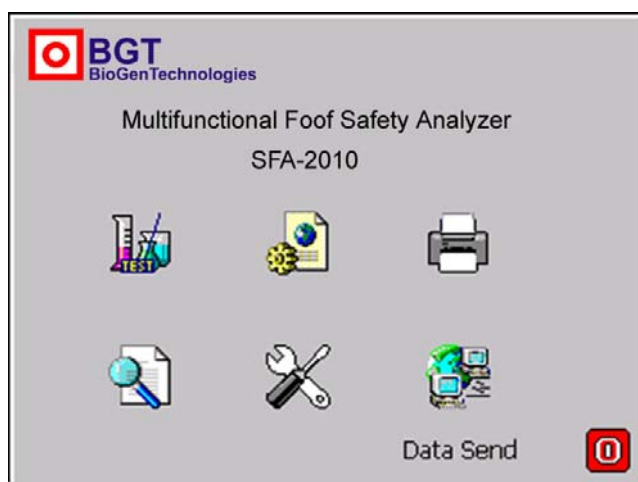 BGT
BioGenTechnologies
Multifunctional Foof Safety Analyzer
SFA-2010
TEST
Data Send